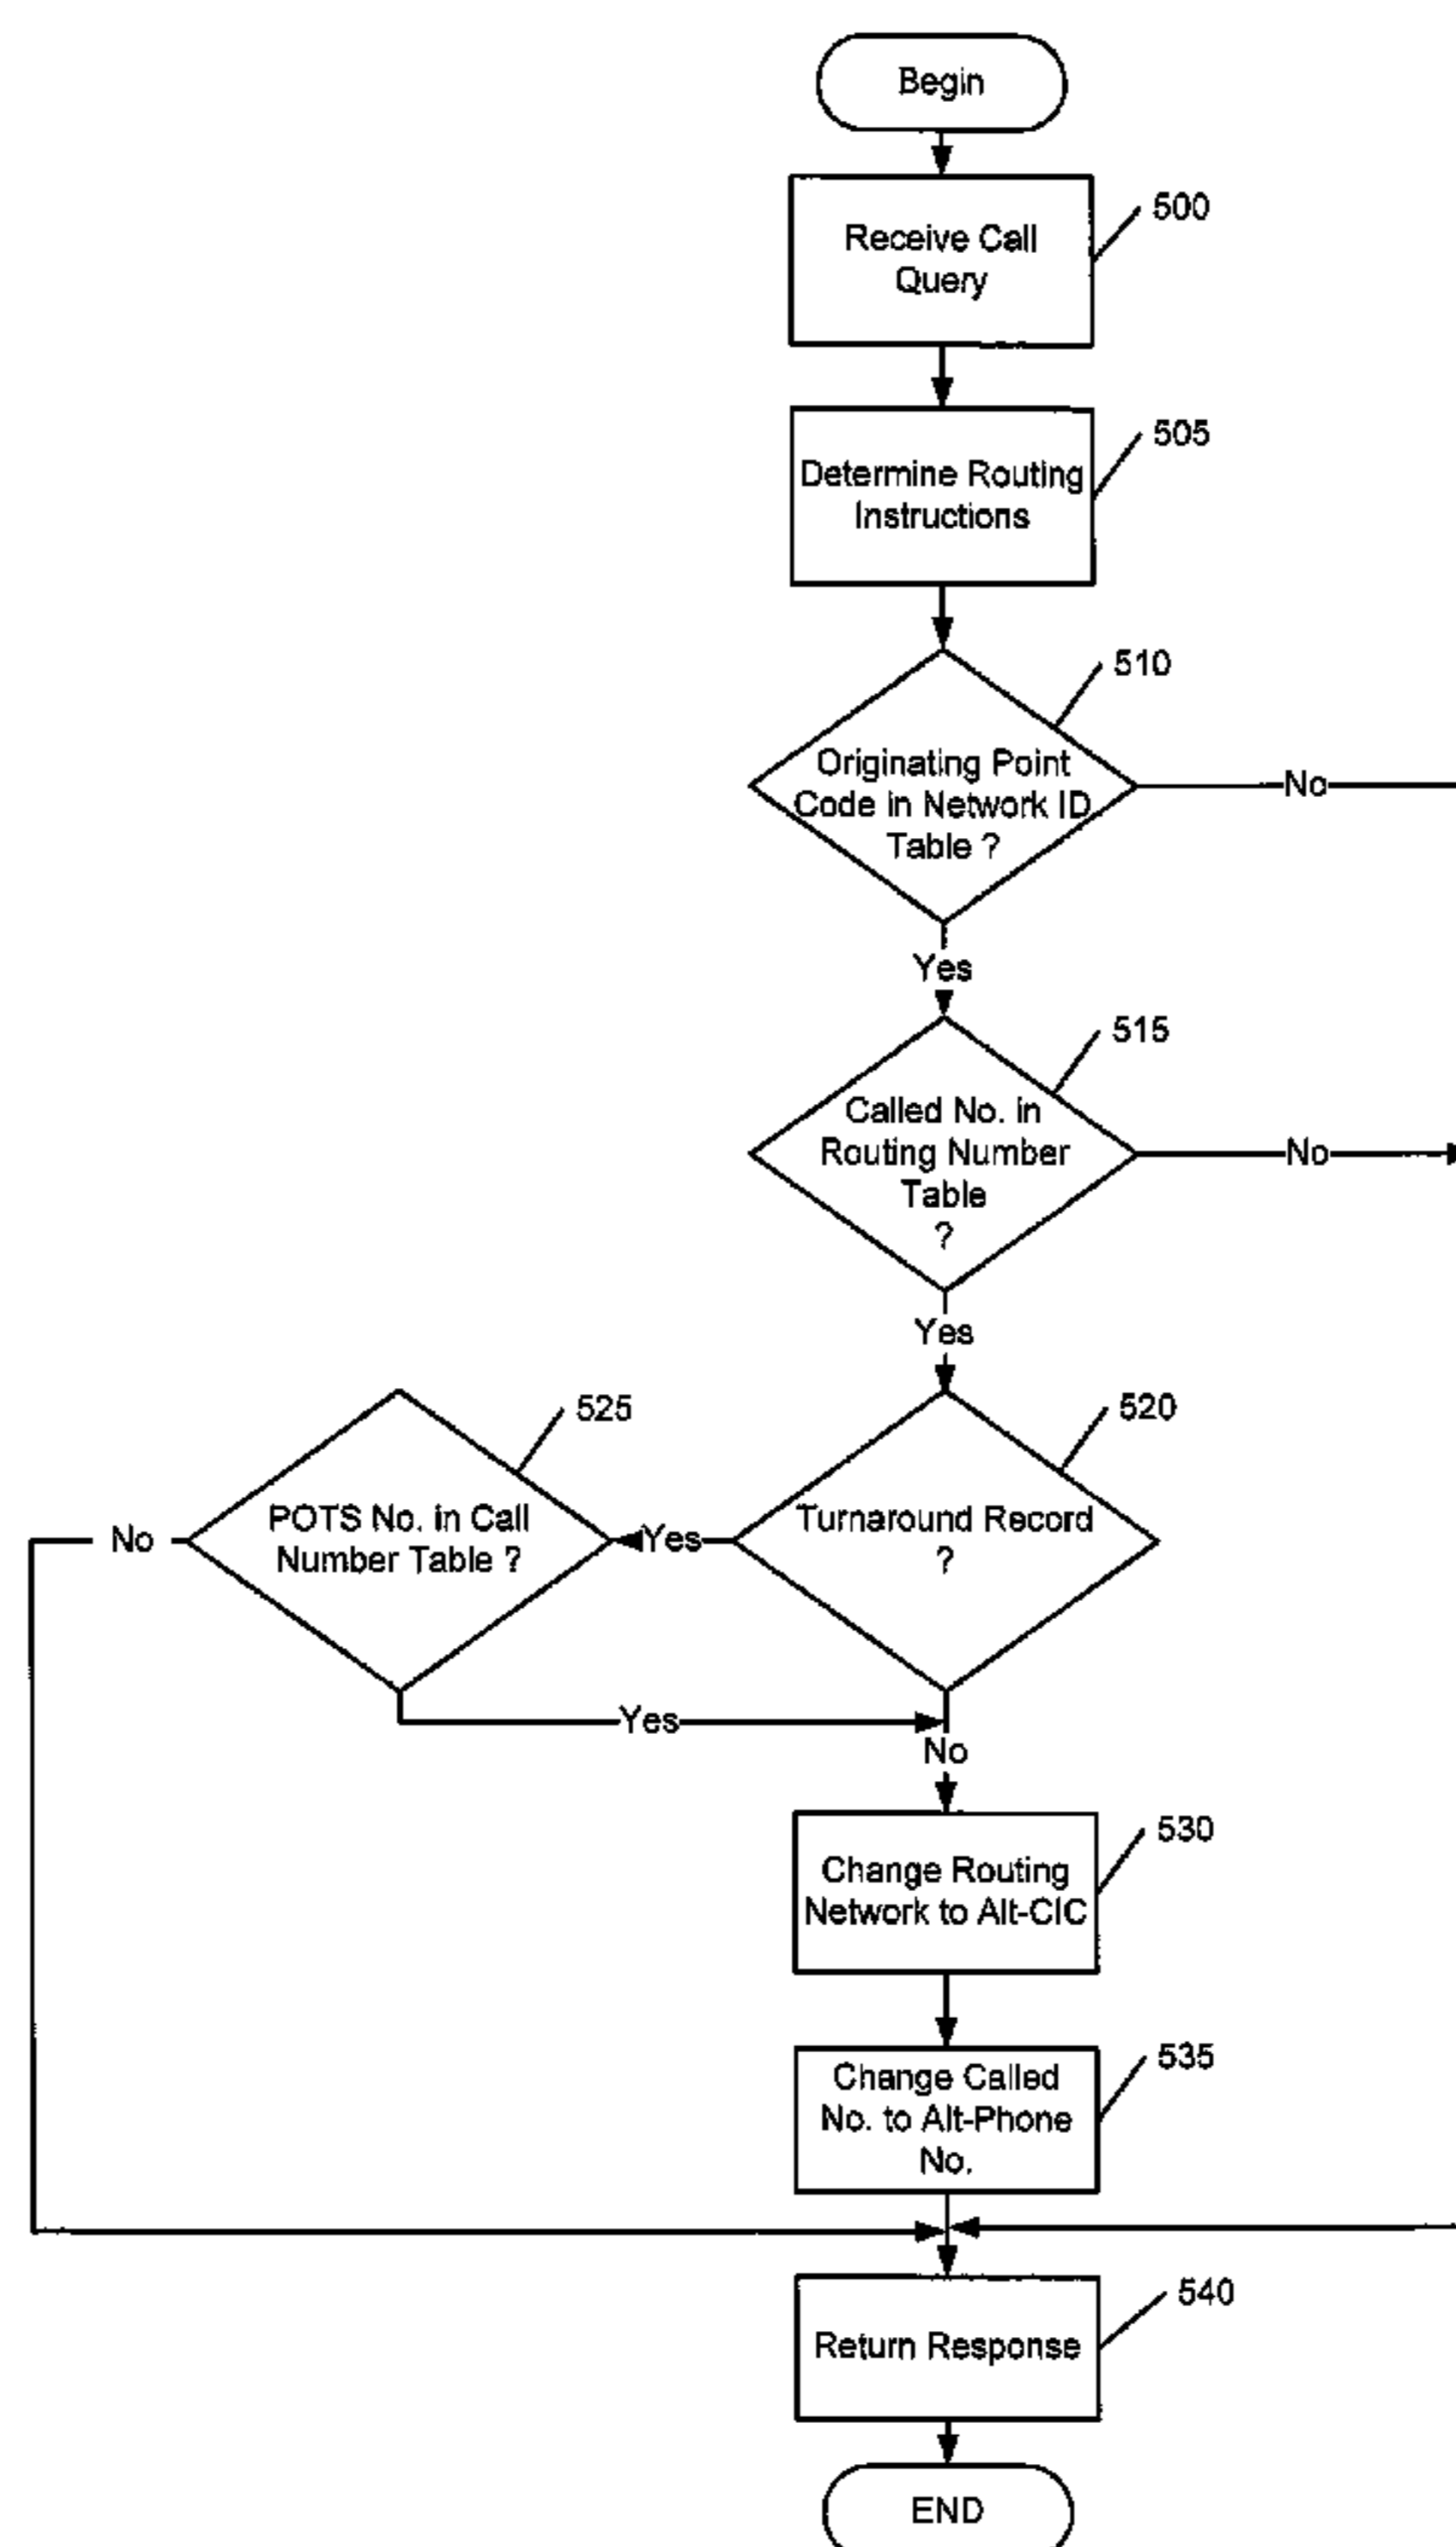 Begin
500
Receive Call
Query
505
Determine Routing
Instructions
510
Originating Point
Code in Network ID
Table ?
No
Yes
515
Called No. in
Routing Number
Table
?
No
Yes
525
520
POTS No. in Call
Number Table ?
Turnaround Record
?
No
Yes
Yes
No
530
Change Routing
Network to Alt-CIC
535
Change Called
No. to Alt-Phone
No.
540
Return Response
END